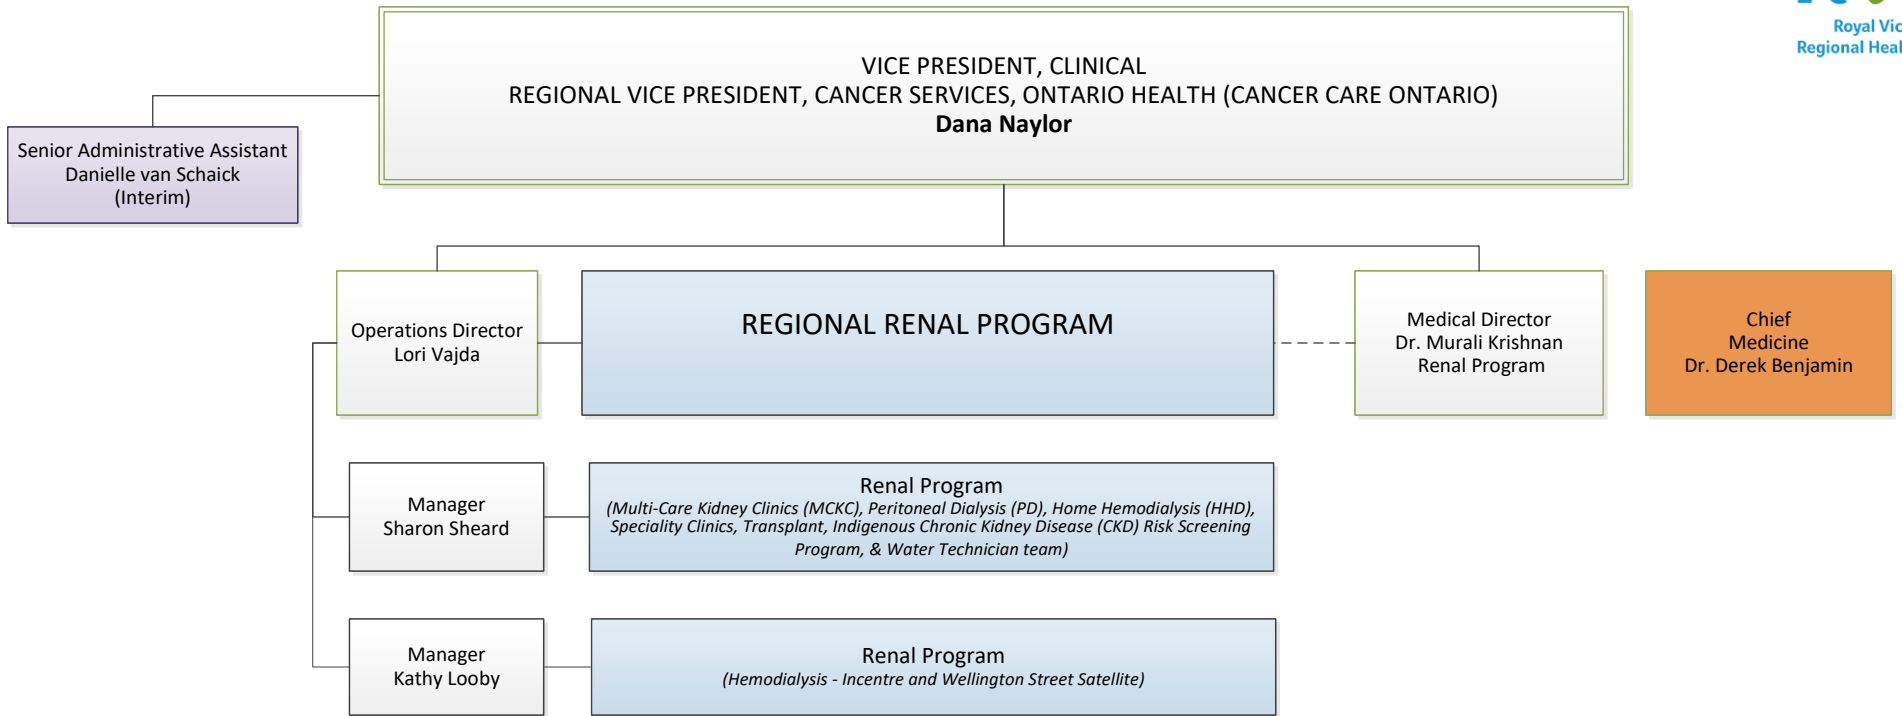 Royal Vic
Regional Heal
VICE PRESIDENT, CLINICAL
REGIONAL VICE PRESIDENT, CANCER SERVICES, ONTARIO HEALTH (CANCER CARE ONTARIO)
Dana Naylor
Senior Administrative Assistant
Danielle van Schaick
(Interim)
Operations Director
Lori Vajda
REGIONAL RENAL PROGRAM
Medical Director
Dr. Murali Krishnan
Renal Program
Chief
Medicine
Dr. Derek Benjamin
Manager
Sharon Sheard
Renal Program
(Multi-Care Kidney Clinics (MCKC), Peritoneal Dialysis (PD), Home Hemodialysis (HHD),
Speciality Clinics, Transplant, Indigenous Chronic Kidney Disease (CKD) Risk Screening
Program, & Water Technician team)
Manager
Kathy Looby
Renal Program
(Hemodialysis - Incentre and Wellington Street Satellite)